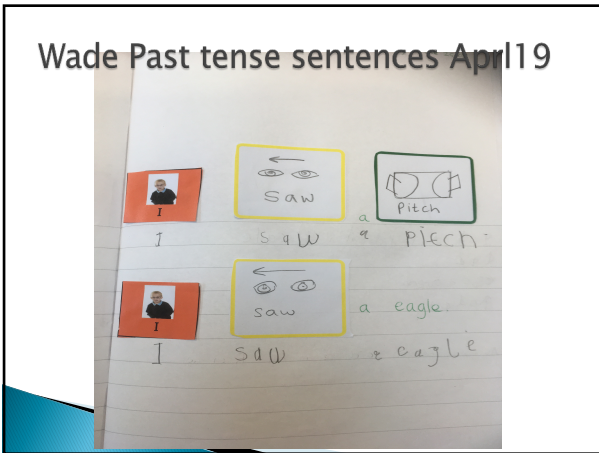 Wade Past tense sentences Aprl19
saw
I
Pitch
a
I saw a pitch.
saw
I
a eagle.
I saw a eagle